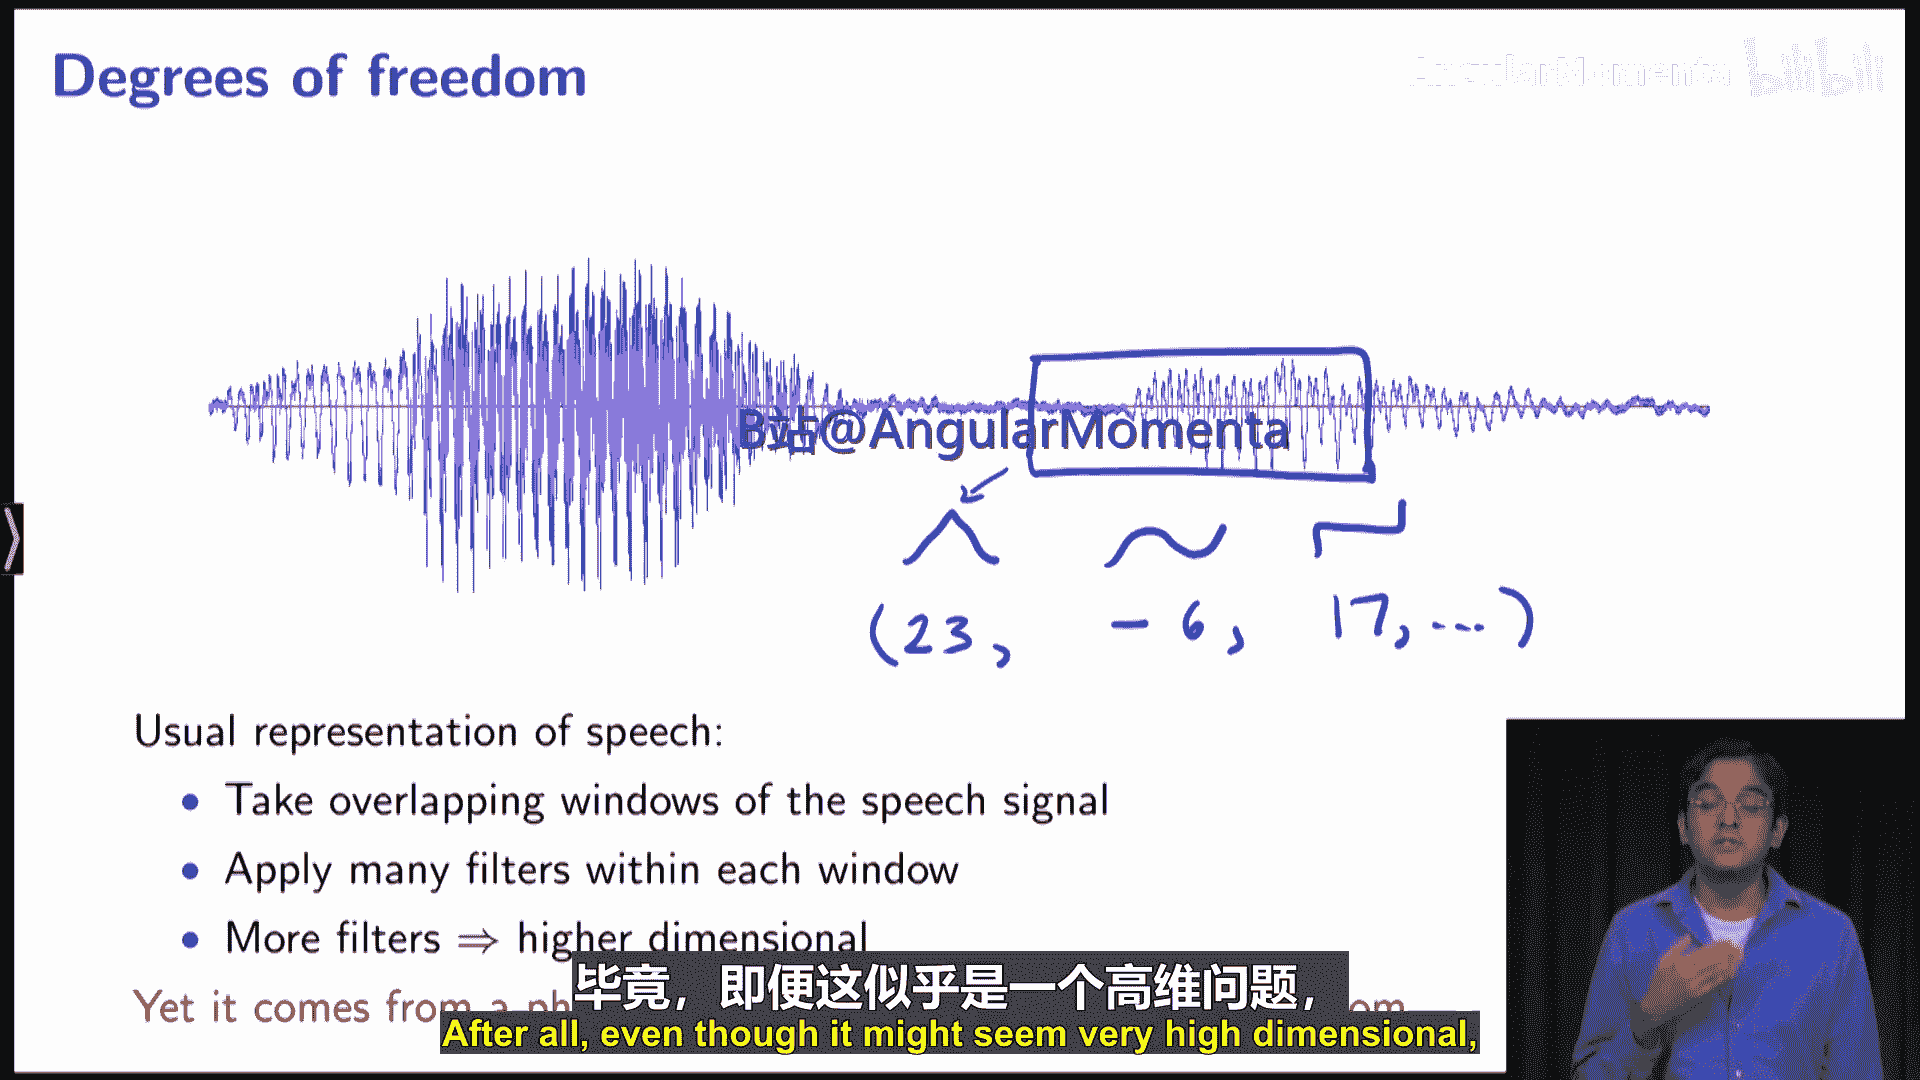 Degrees of freedom
AngularMomenta bilibili
B站@AngularMomenta
(23, -6, 17, ...)
Usual representation of speech:
• Take overlapping windows of the speech signal
• Apply many filters within each window
• More filters ⇒ higher dimensional
Yet it comes from a
毕竟，即便这似乎是一个高维问题，
After all, even though it might seem very high dimensional,